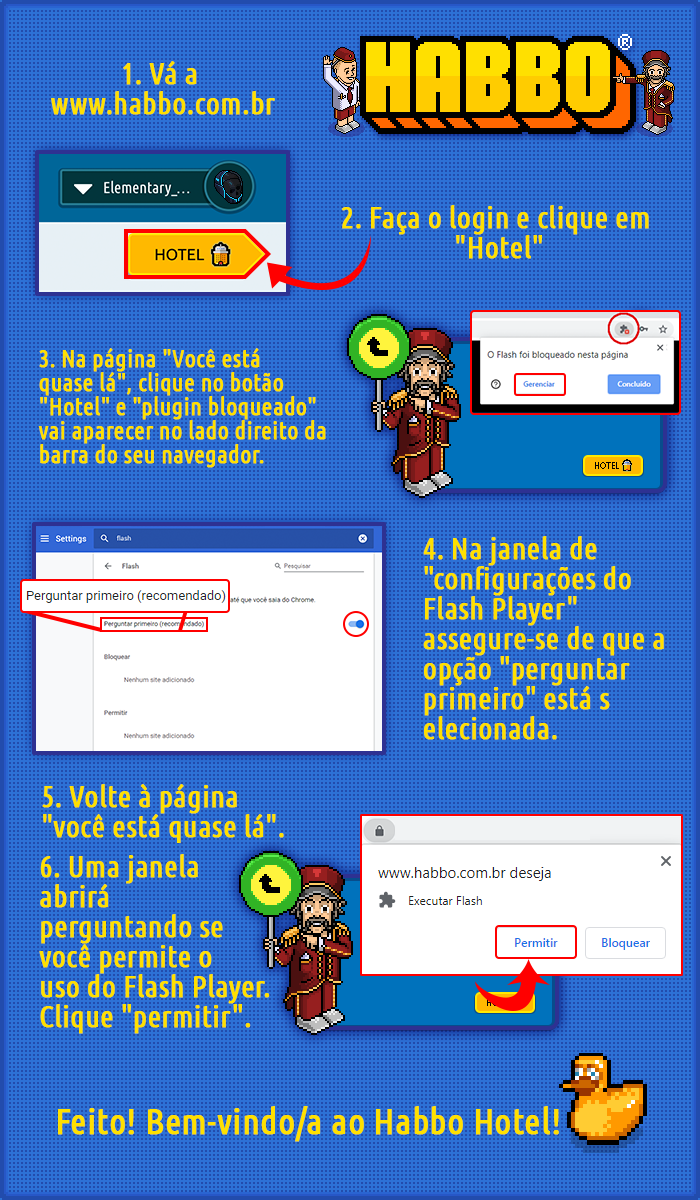 1. Vá a
www.habbo.com.br
HABBO®
Elementary_...
HOTEL
2. Faça o login e clique em
"Hotel"
3. Na página "Você está
quase lá", clique no botão
"Hotel" e "plugin bloqueado"
vai aparecer no lado direito da
barra do seu navegador.
O Flash foi bloqueado nesta página
Gerenciar
Concluído
HOTEL
Settings
flash
Flash
Pesquisar
Perguntar primeiro (recomendado)
até que você saia do Chrome.
Perguntar primeiro (recomendado)
Bloquear
Nenhum site adicionado
Permitir
Nenhum site adicionado
4. Na janela de
"configurações do
Flash Player"
assegure-se de que a
opção "perguntar
primeiro" está s
elecionada.
5. Volte à página
"você está quase lá".
6. Uma janela
abrirá
perguntando se
você permite o
uso do Flash Player.
Clique "permitir".
www.habbo.com.br deseja
Executar Flash
Permitir
Bloquear
Feito! Bem-vindo/a ao Habbo Hotel!